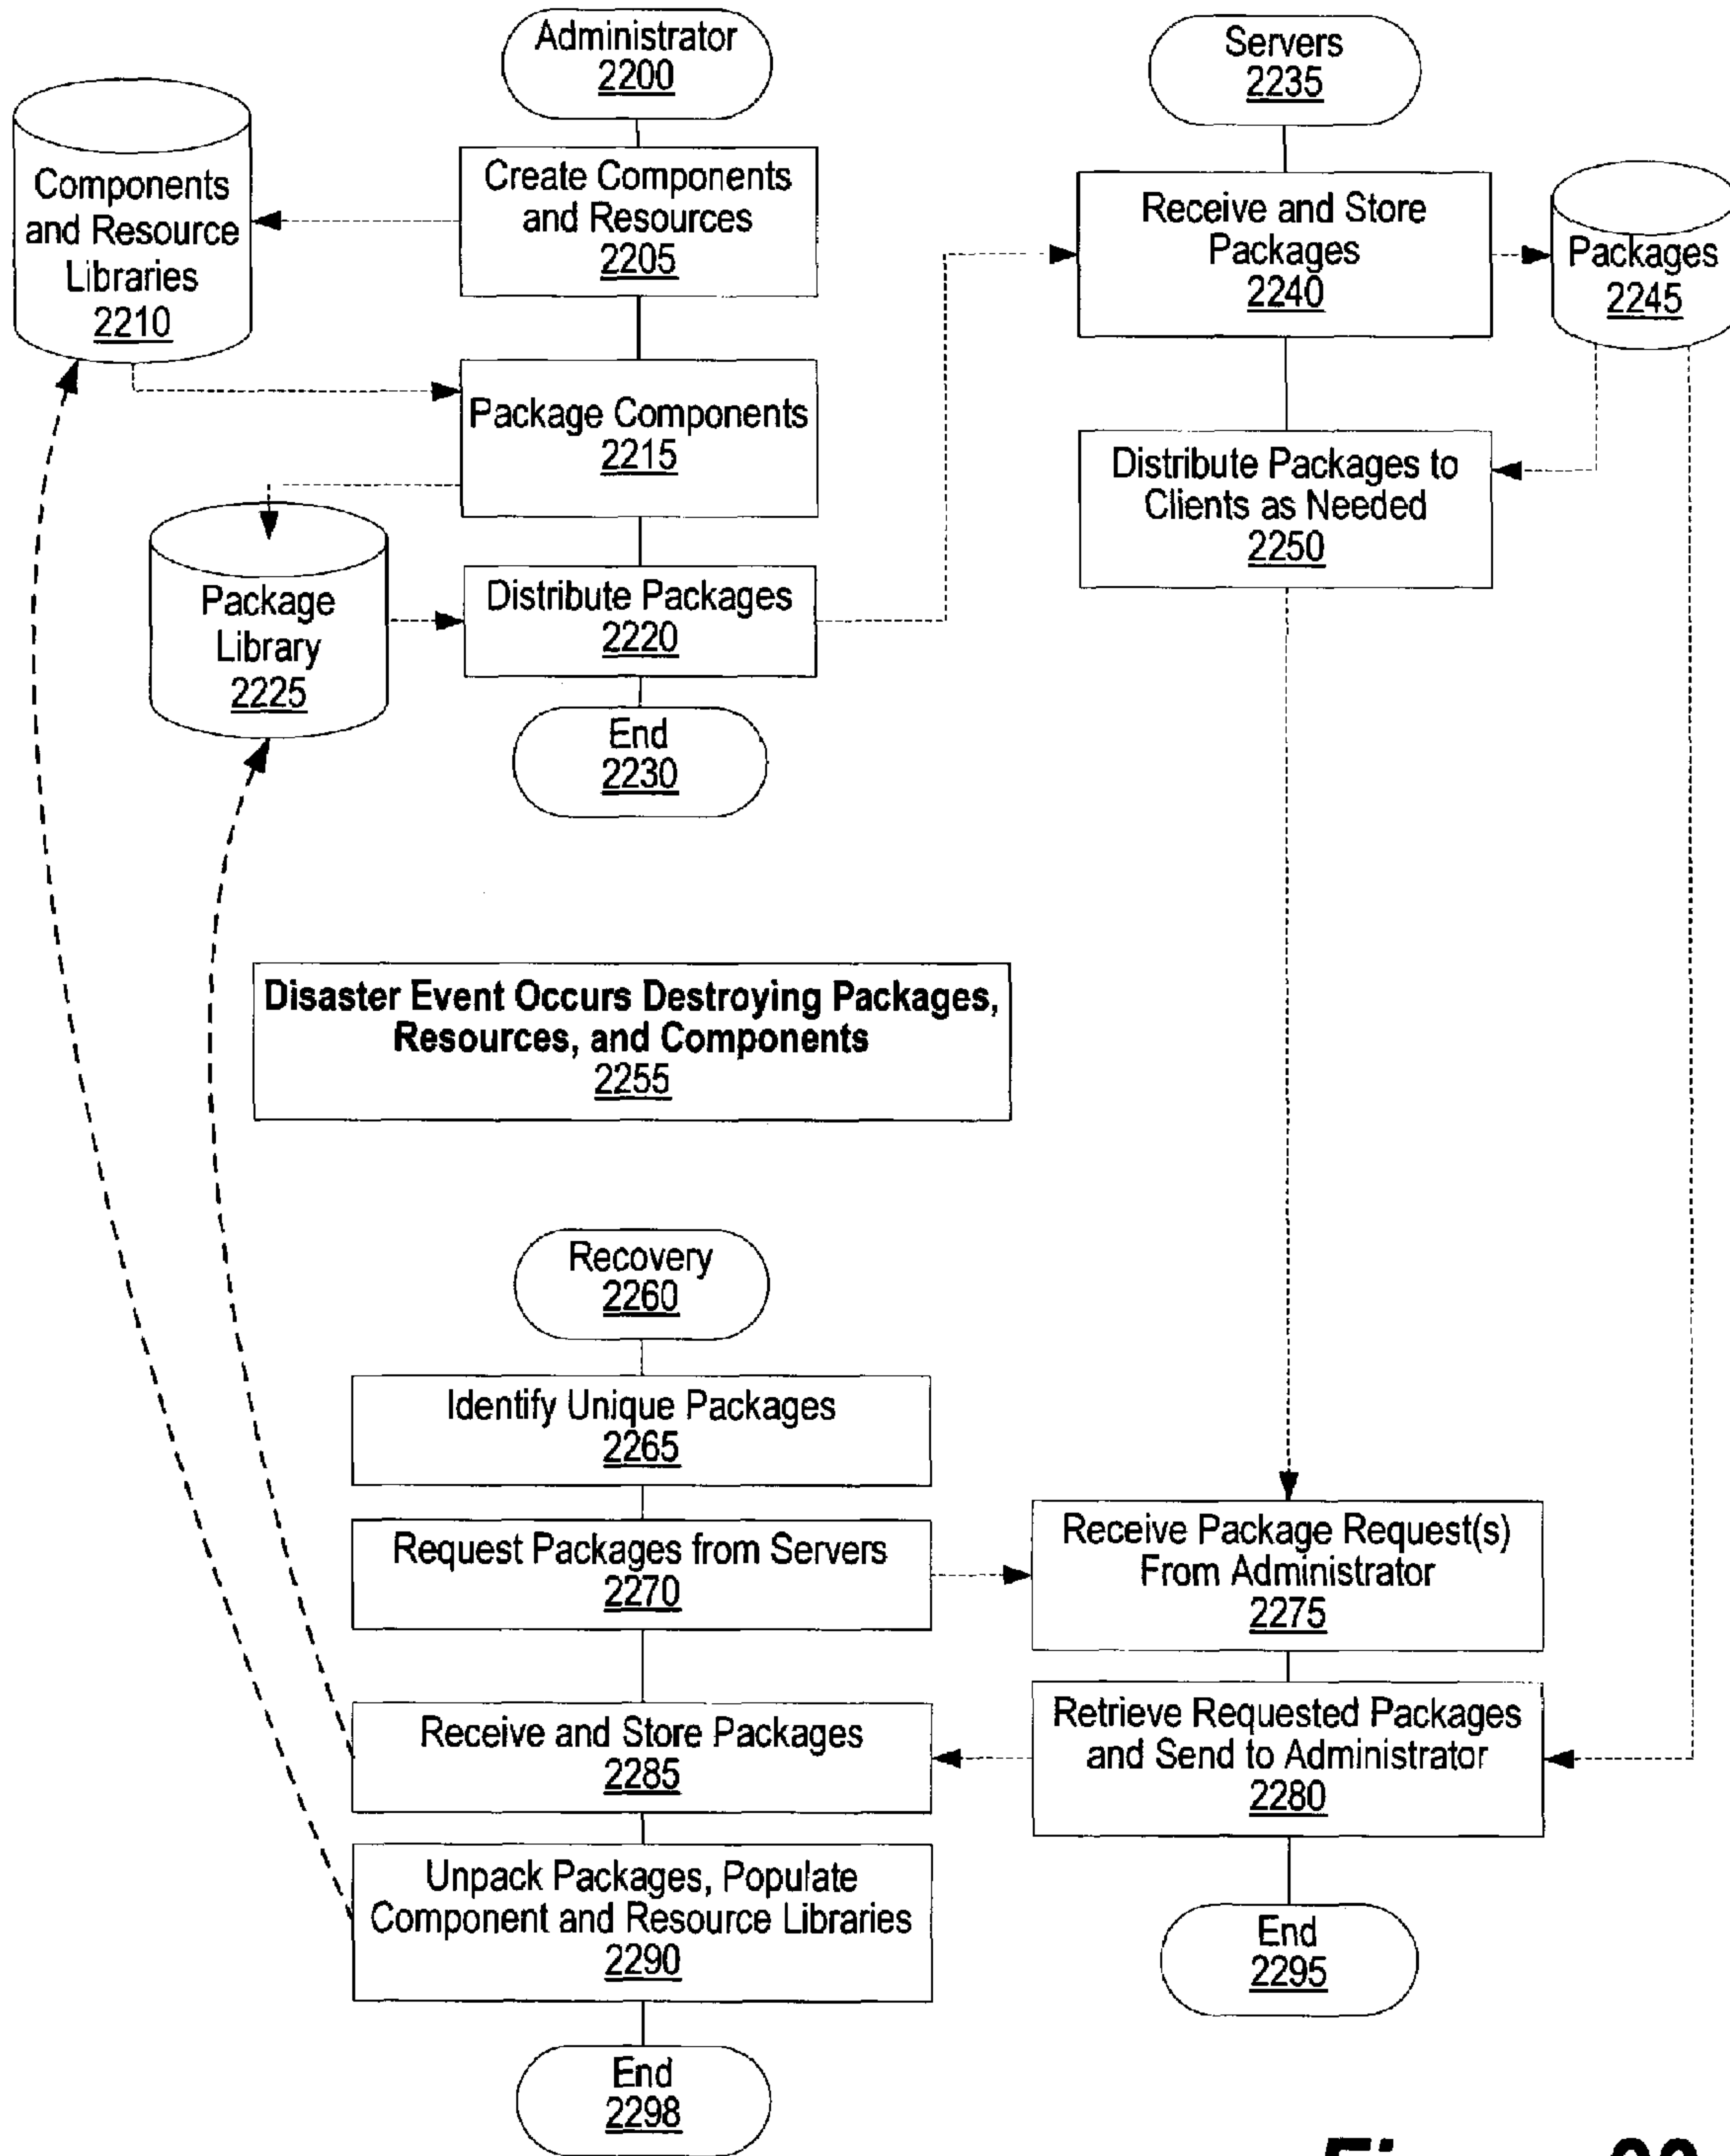 Administrator
2200
Servers
2235
Components
and Resource
Libraries
2210
Create Components
and Resources
2205
Receive and Store
Packages
2240
Packages
2245
Package Components
2215
Distribute Packages to
Clients as Needed
2250
Package
Library
2225
Distribute Packages
2220
End
2230
Disaster Event Occurs Destroying Packages,
Resources, and Components
2255
Recovery
2260
Identify Unique Packages
2265
Request Packages from Servers
2270
Receive Package Request(s)
From Administrator
2275
Receive and Store Packages
2285
Retrieve Requested Packages
and Send to Administrator
2280
Unpack Packages, Populate
Component and Resource Libraries
2290
End
2295
End
2298